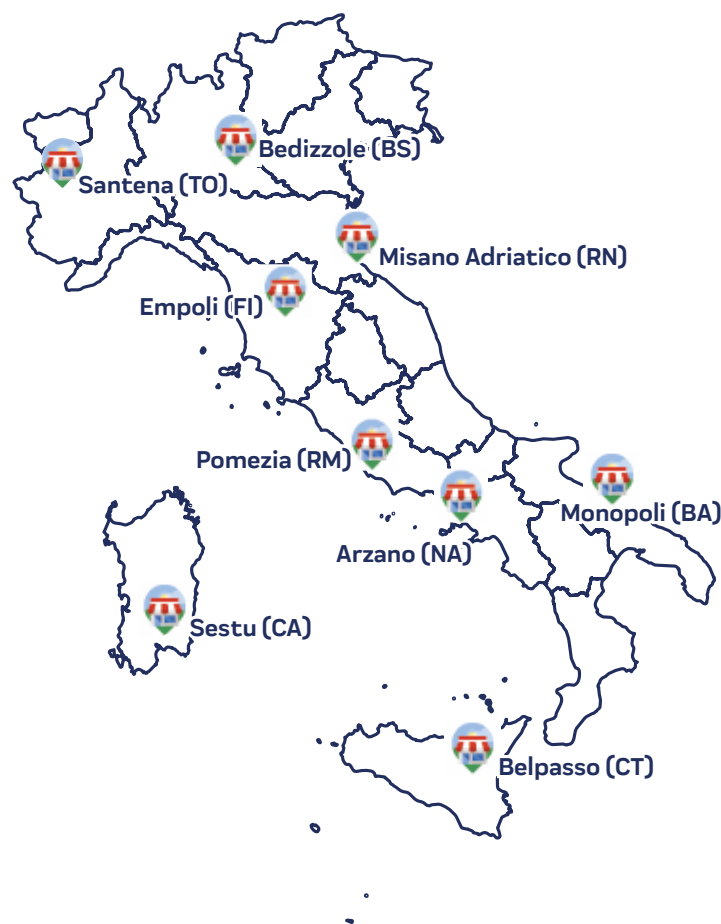 Bedizzole (BS)
Santena (TO)
Misano Adriatico (RN)
Empoli (FI)
Pomezia (RM)
Monopoli (BA)
Arzano (NA)
Sestu (CA)
Belpasso (CT)